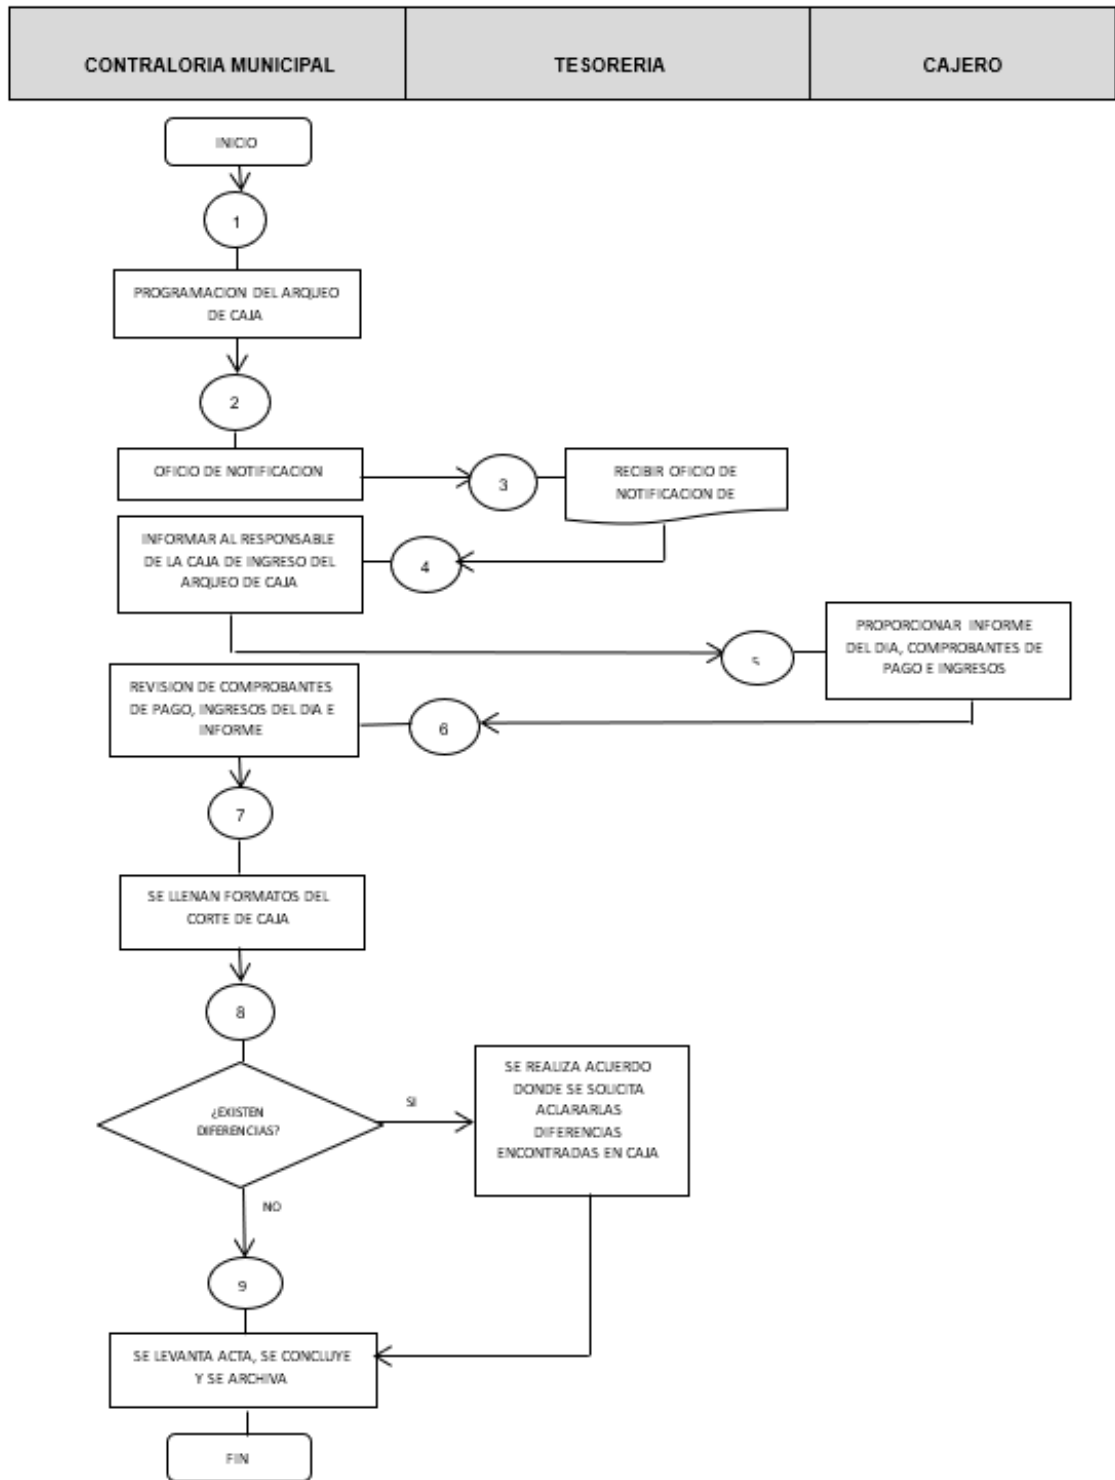 CONTRALORIA MUNICIPAL
TESORERIA
CAJERO
INICIO
1
PROGRAMACION DEL ARQUEO
DE CAJA
2
OFICIO DE NOTIFICACION
3
RECIBIR OFICIO DE
NOTIFICACION DE
INFORMAR AL RESPONSABLE
DE LA CAJA DE INGRESO DEL
ARQUEO DE CAJA
4
5
PROPORCIONAR INFORME
DEL DIA, COMPROBANTES DE
PAGO E INGRESOS
REVISION DE COMPROBANTES
DE PAGO, INGRESOS DEL DIA E
INFORME
6
7
SE LLENAN FORMATOS DEL
CORTE DE CAJA
8
¿EXISTEN
DIFERENCIAS?
SI
SE REALIZA ACUERDO
DONDE SE SOLICITA
ACLARARLAS
DIFERENCIAS
ENCONTRADAS EN CAJA
NO
9
SE LEVANTA ACTA, SE CONCLUYE
Y SE ARCHIVA
FIN